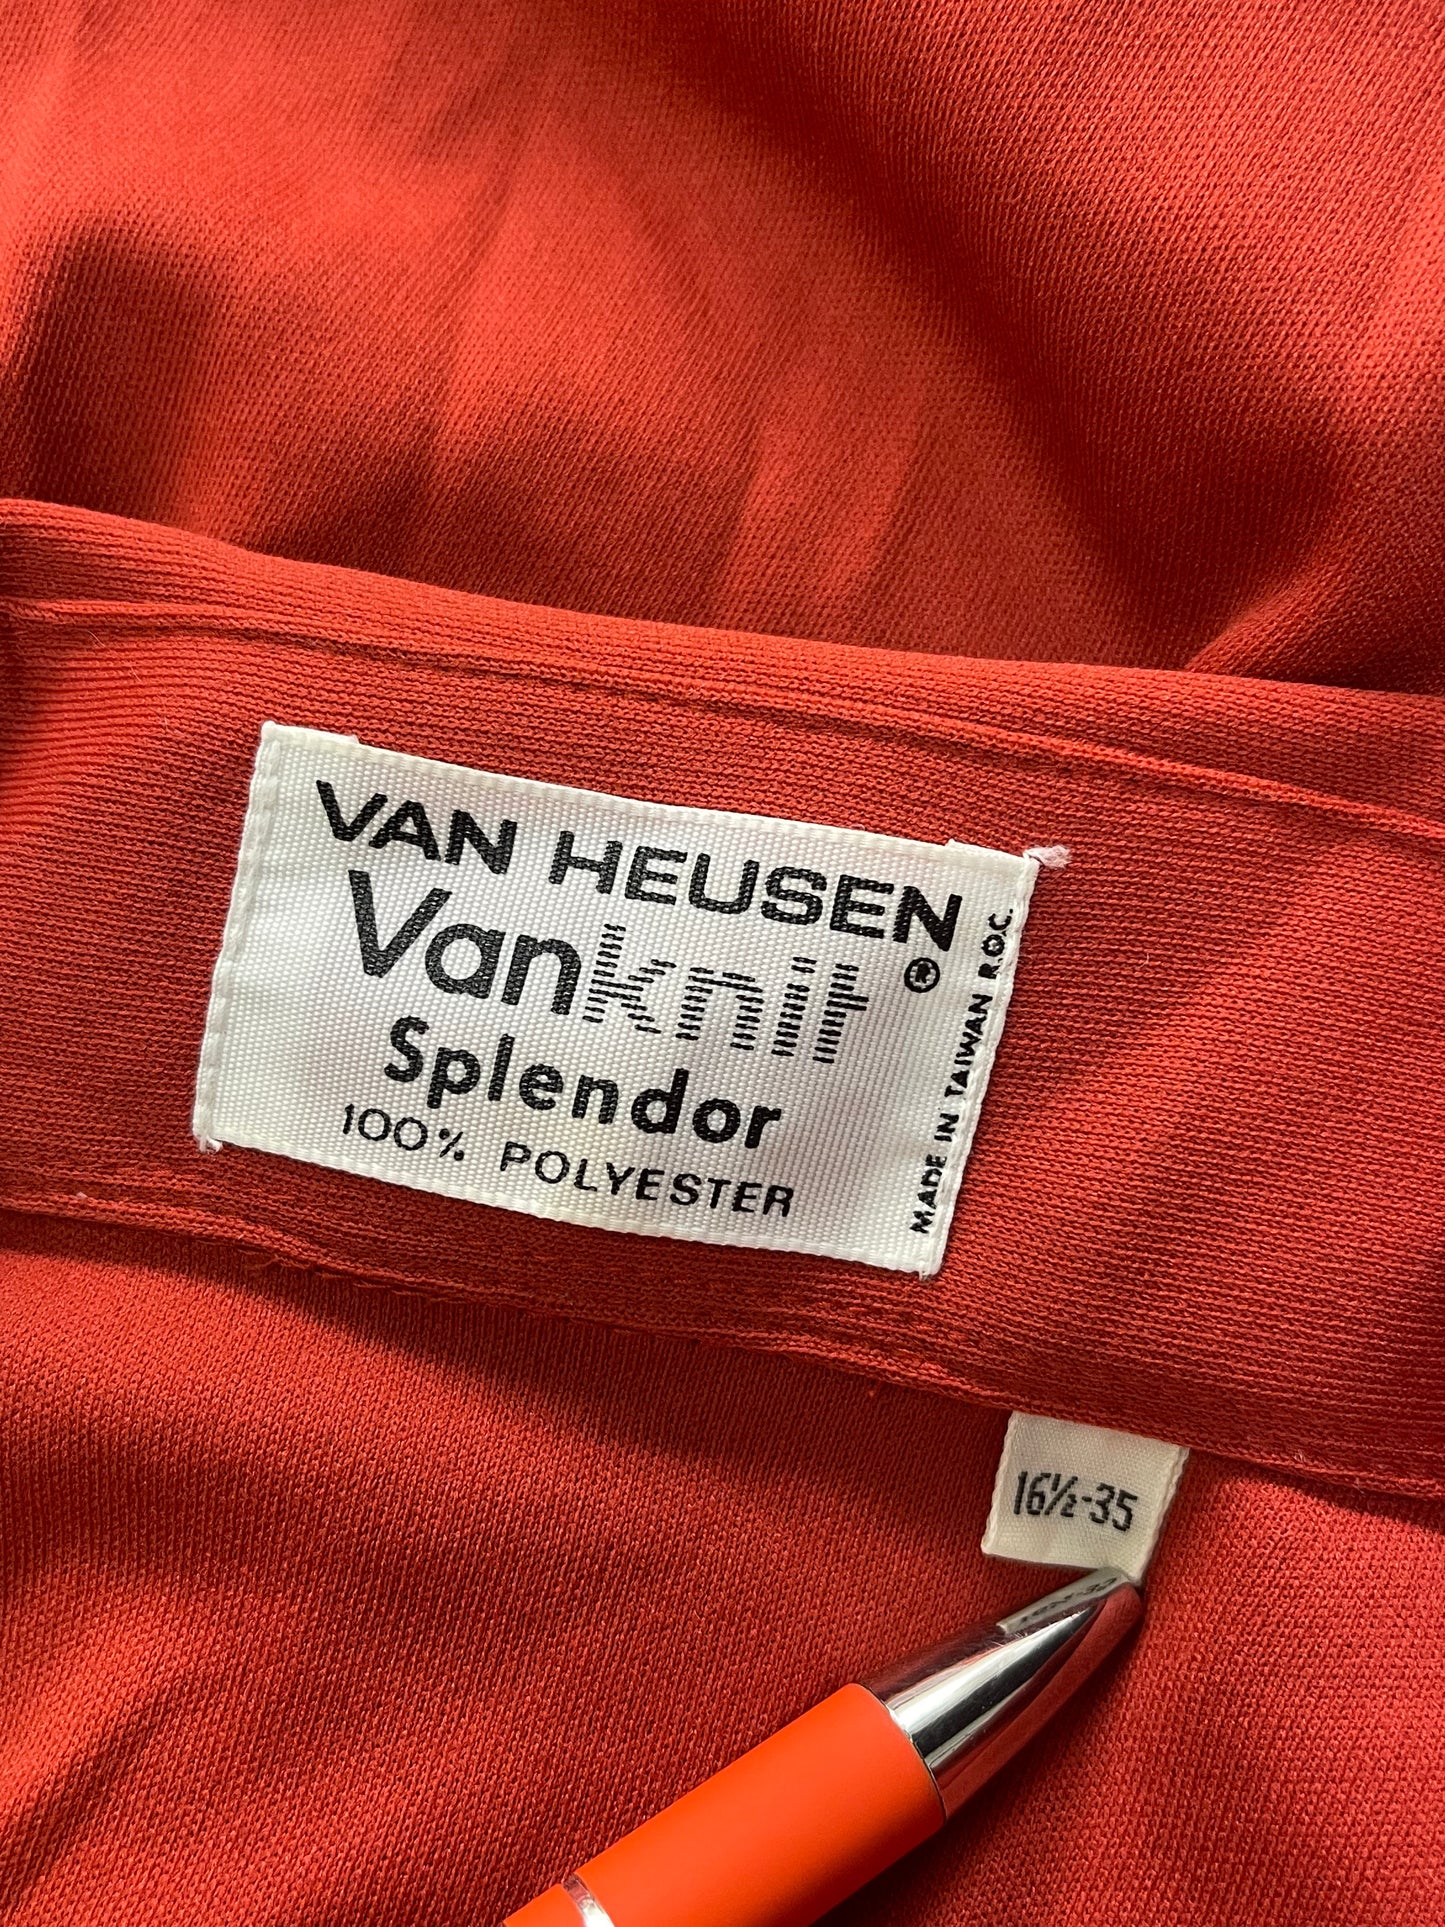 VAN HEUSEN
Vanknit®
Splendor
100% POLYESTER
MADE IN TAIWAN R.O.C.
16½-35